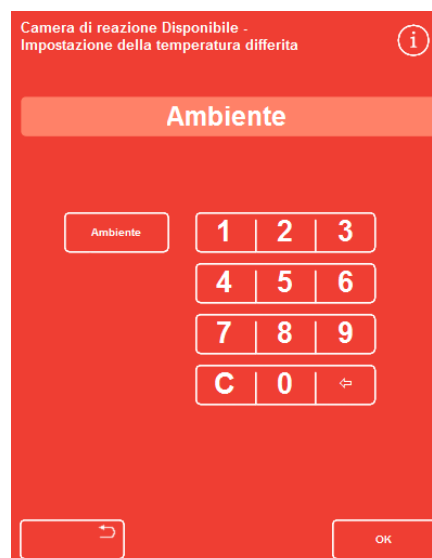 Camera di reazione Disponibile -
Impostazione della temperatura differita
i
Ambiente
Ambiente
1 2 3
4 5 6
7 8 9
C 0
OK